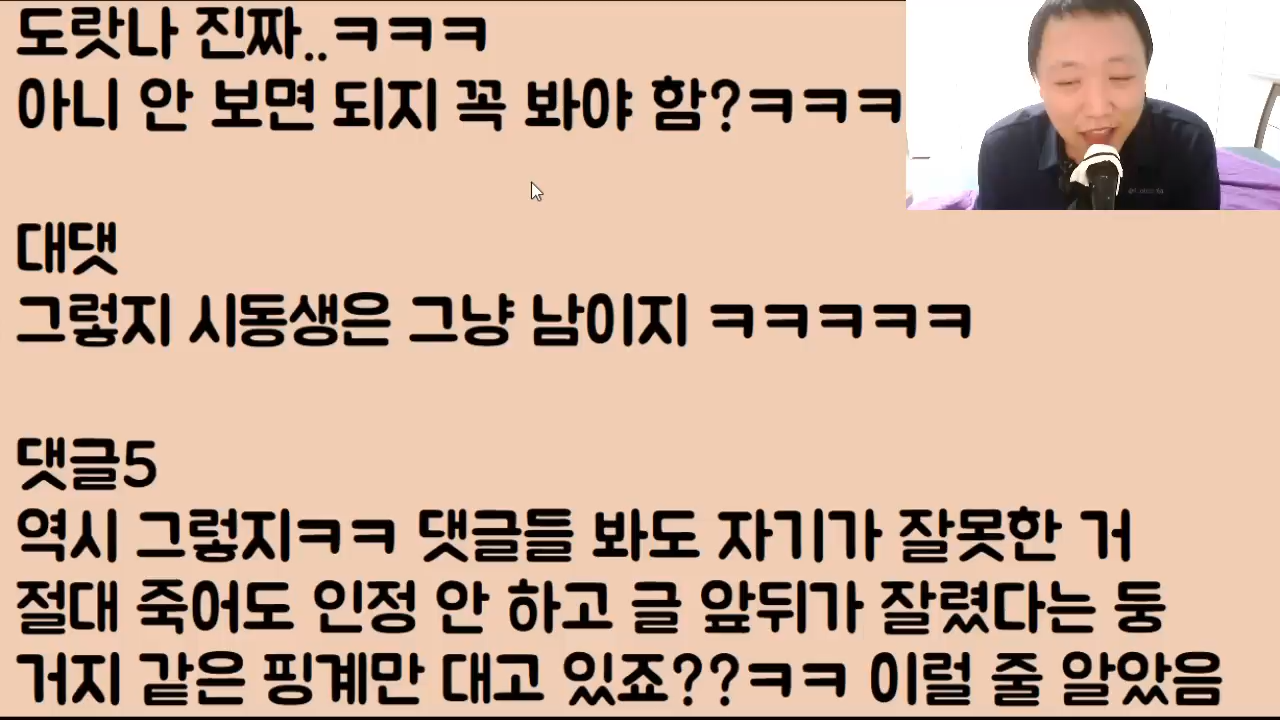 도랏나 진짜..ㅋㅋㅋ
아니 안 보면 되지 꼭 봐야 함?ㅋㅋㅋ
대댓
그렇지 시동생은 그냥 남이지 ㅋㅋㅋㅋㅋ
댓글5
역시 그렇지ㅋㅋ 댓글들 봐도 자기가 잘못한 거
절대 죽어도 인정 안 하고 글 앞뒤가 잘렸다는 둥
거지 같은 핑계만 대고 있죠??ㅋㅋ 이럴 줄 알았음